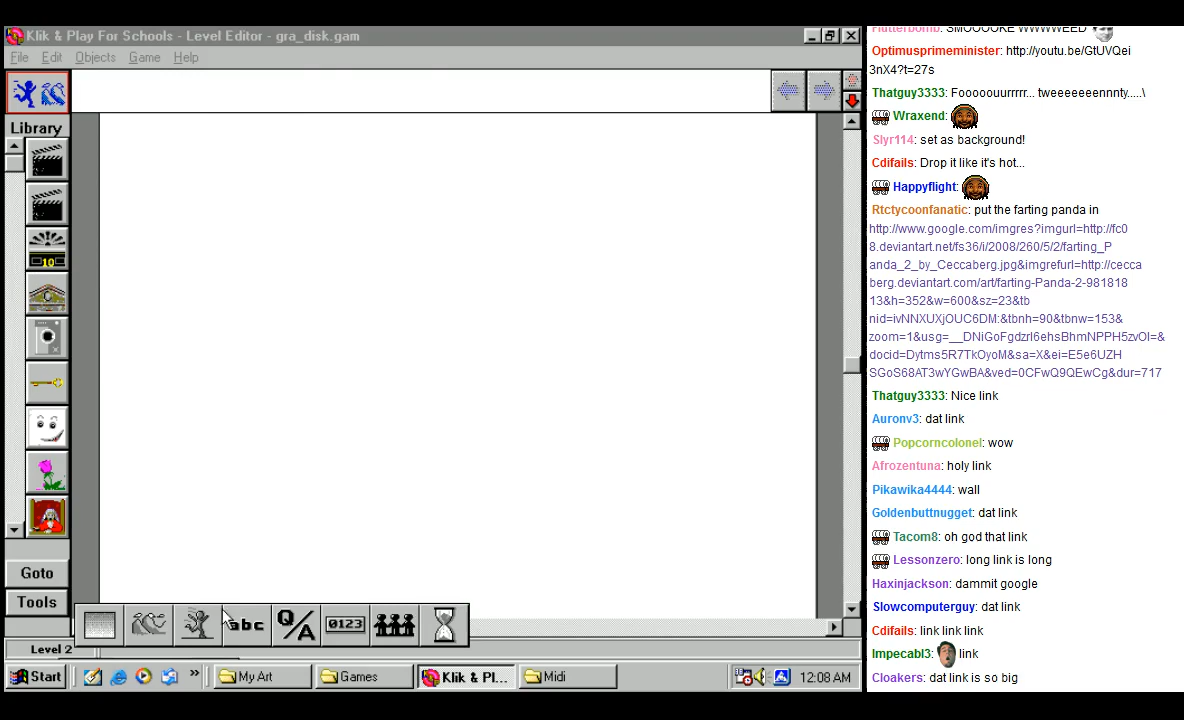 Klik & Play For Schools - Level Editor - gra_disk.gam
File Edit Objects Game Help
Library
10
Goto
Tools
abc
Q/A
0123
Level 2
Start
My Art
Games
Klik & Pl...
Midi
12:08 AM
Flutterbomb: SMOOOOKE WWWWEED
Optimusprimeminister: http://youtu.be/GtUVQei
3nX4?t=27s
Thatguy3333: Fooooouurrrrr... tweeeeeeennnty.....\
Wraxend:
Slyr114: set as background!
Cdifails: Drop it like it's hot...
Happyflight:
Rtctycoonfanatic: put the farting panda in
http://www.google.com/imgres?imgurl=http://fc0
8.deviantart.net/fs36/i/2008/260/5/2/farting_P
anda_2_by_Ceccaberg.jpg&imgrefurl=http://cecca
berg.deviantart.com/art/farting-Panda-2-981818
13&h=352&w=600&sz=23&tb
nid=ivNNXUXjOUC6DM:&tbnh=90&tbnw=153&
zoom=1&usg=__DNiGoFgdzrI6ehsBhmNPPH5zvOI=&
docid=Dytms5R7TkOyoM&sa=X&ei=E5e6UZH
SGoS68AT3wYGwBA&ved=0CFwQ9QEwCg&dur=717
Thatguy3333: Nice link
Auronv3: dat link
Popcorncolonel: wow
Afrozentuna: holy link
Pikawika4444: wall
Goldenbuttnugget: dat link
Tacom8: oh god that link
Lessonzero: long link is long
Haxinjackson: dammit google
Slowcomputerguy: dat link
Cdifails: link link link
Impecabl3: link
Cloakers: dat link is so big